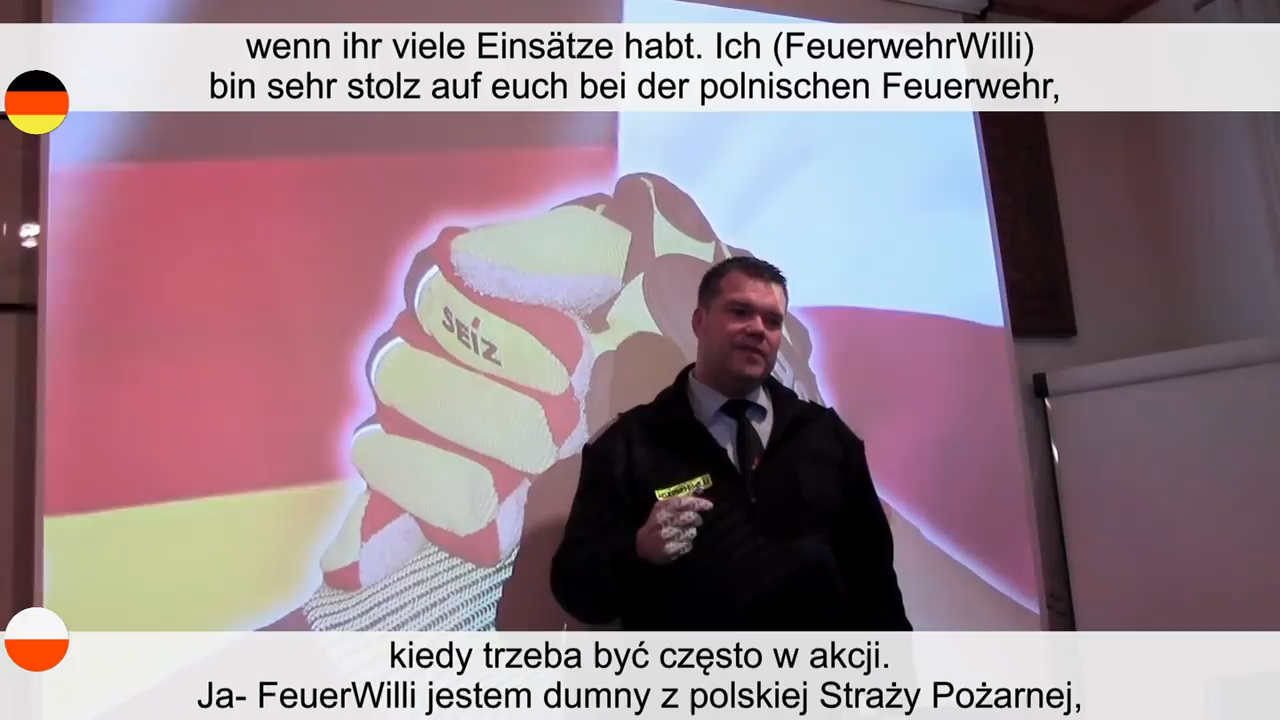 wenn ihr viele Einsätze habt. Ich (FeuerwehrWilli)
bin sehr stolz auf euch bei der polnischen Feuerwehr,
SEIZ
kiedy trzeba być często w akcji.
Ja- FeuerWilli jestem dumny z polskiej Straży Pożarnej,